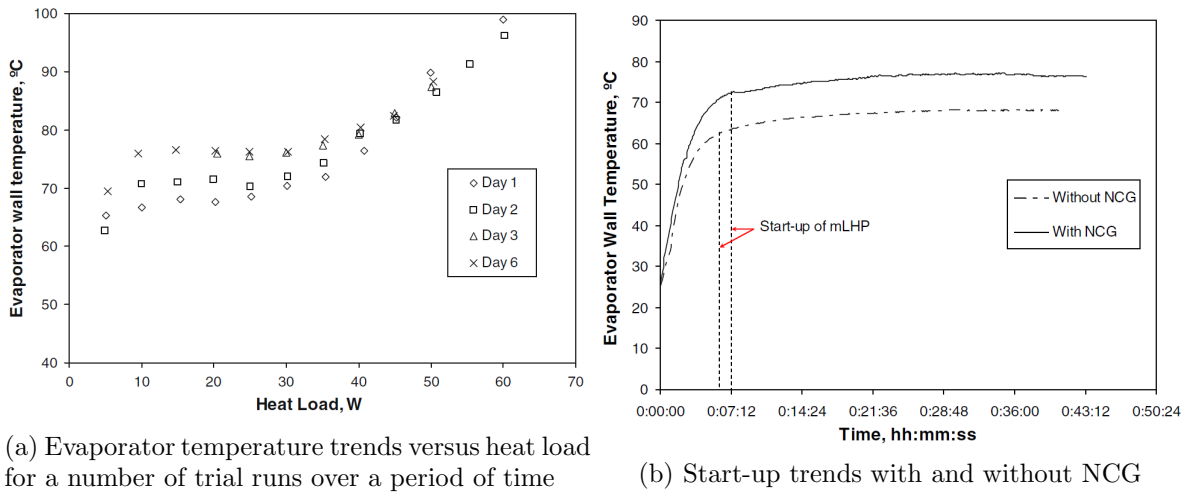 Evaporator wall temperature, ºC
100
90
80
70
60
50
40
Day 1
Day 2
Day 3
Day 6
0
10
20
30
40
50
60
70
Heat Load, W
(a) Evaporator temperature trends versus heat load
for a number of trial runs over a period of time
Evaporator Wall Temperature, ºC
90
80
70
60
50
40
30
20
10
0
Without NCG
With NCG
Start-up of mLHP
0:00:00
0:07:12
0:14:24
0:21:36
0:28:48
0:36:00
0:43:12
0:50:24
Time, hh:mm:ss
(b) Start-up trends with and without NCG